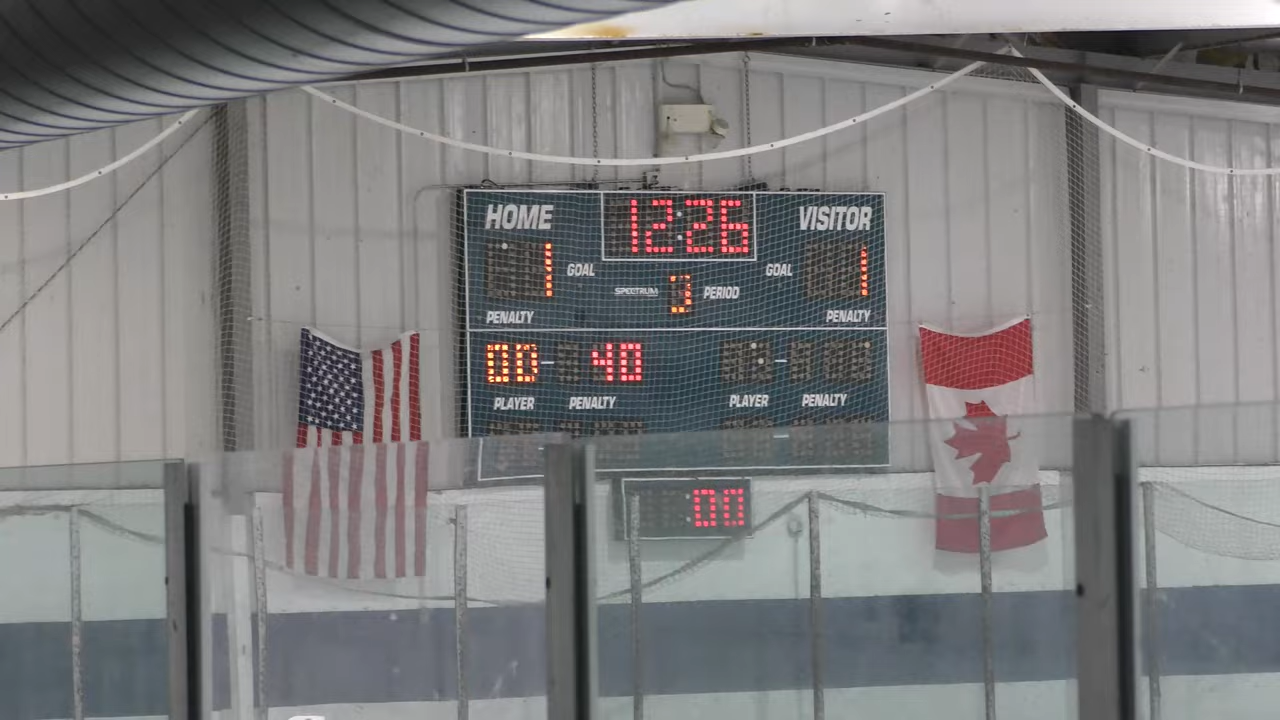 HOME 12:26 VISITOR
1 GOAL GOAL 1
SPECTRUM 3 PERIOD
PENALTY PENALTY
00 - 40 -
PLAYER PENALTY PLAYER PENALTY
00